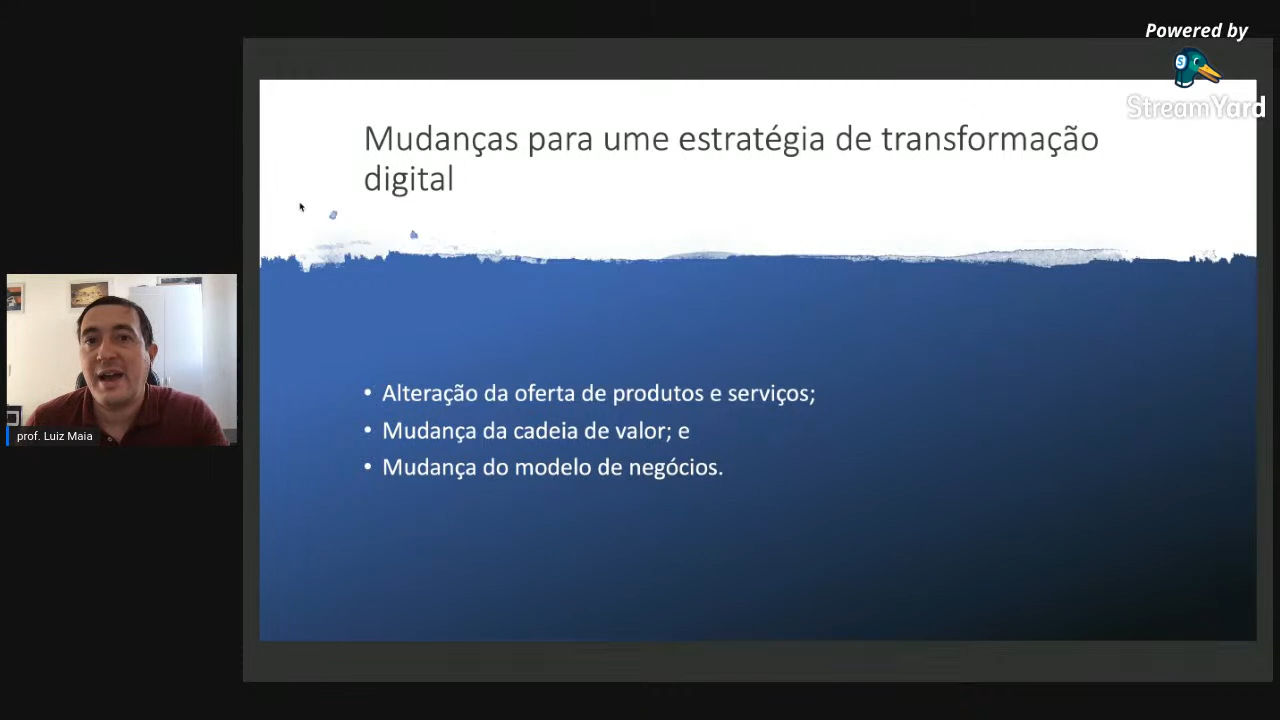 Powered by
StreamYard
Mudanças para ume estratégia de transformação
digital
• Alteração da oferta de produtos e serviços;
• Mudança da cadeia de valor; e
• Mudança do modelo de negócios.
prof. Luiz Maia